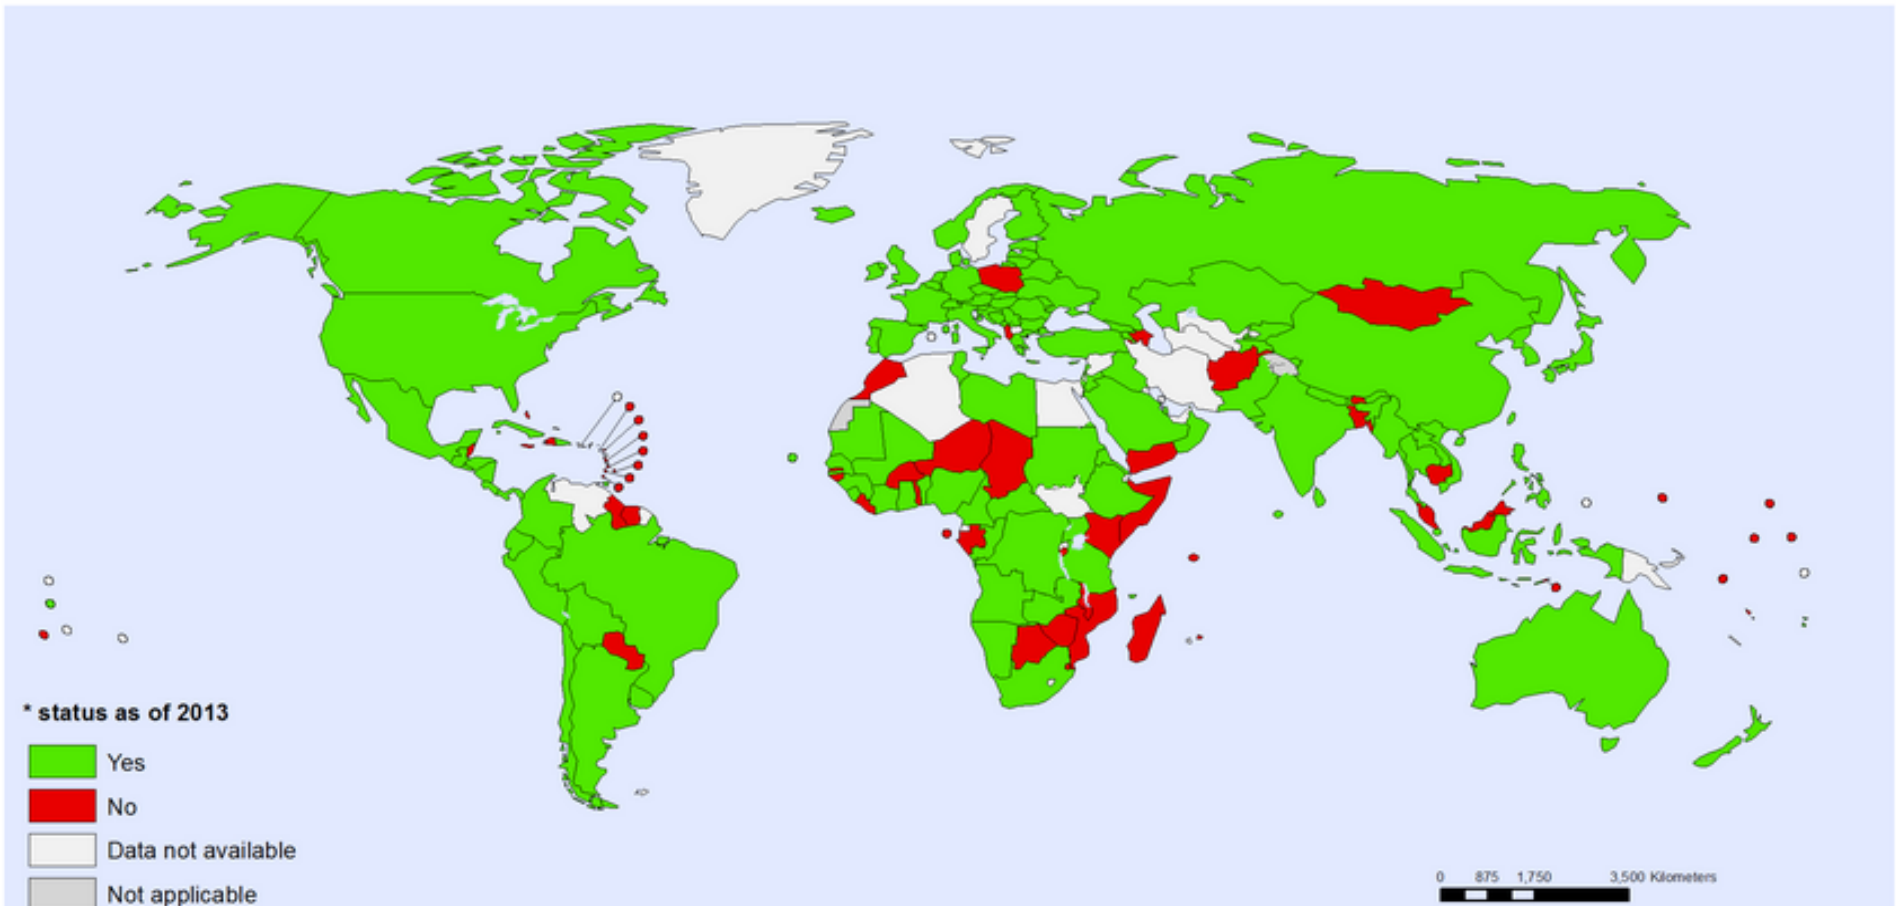 * status as of 2013
Yes
No
Data not available
Not applicable
0 875 1,750 3,500 Kilometers